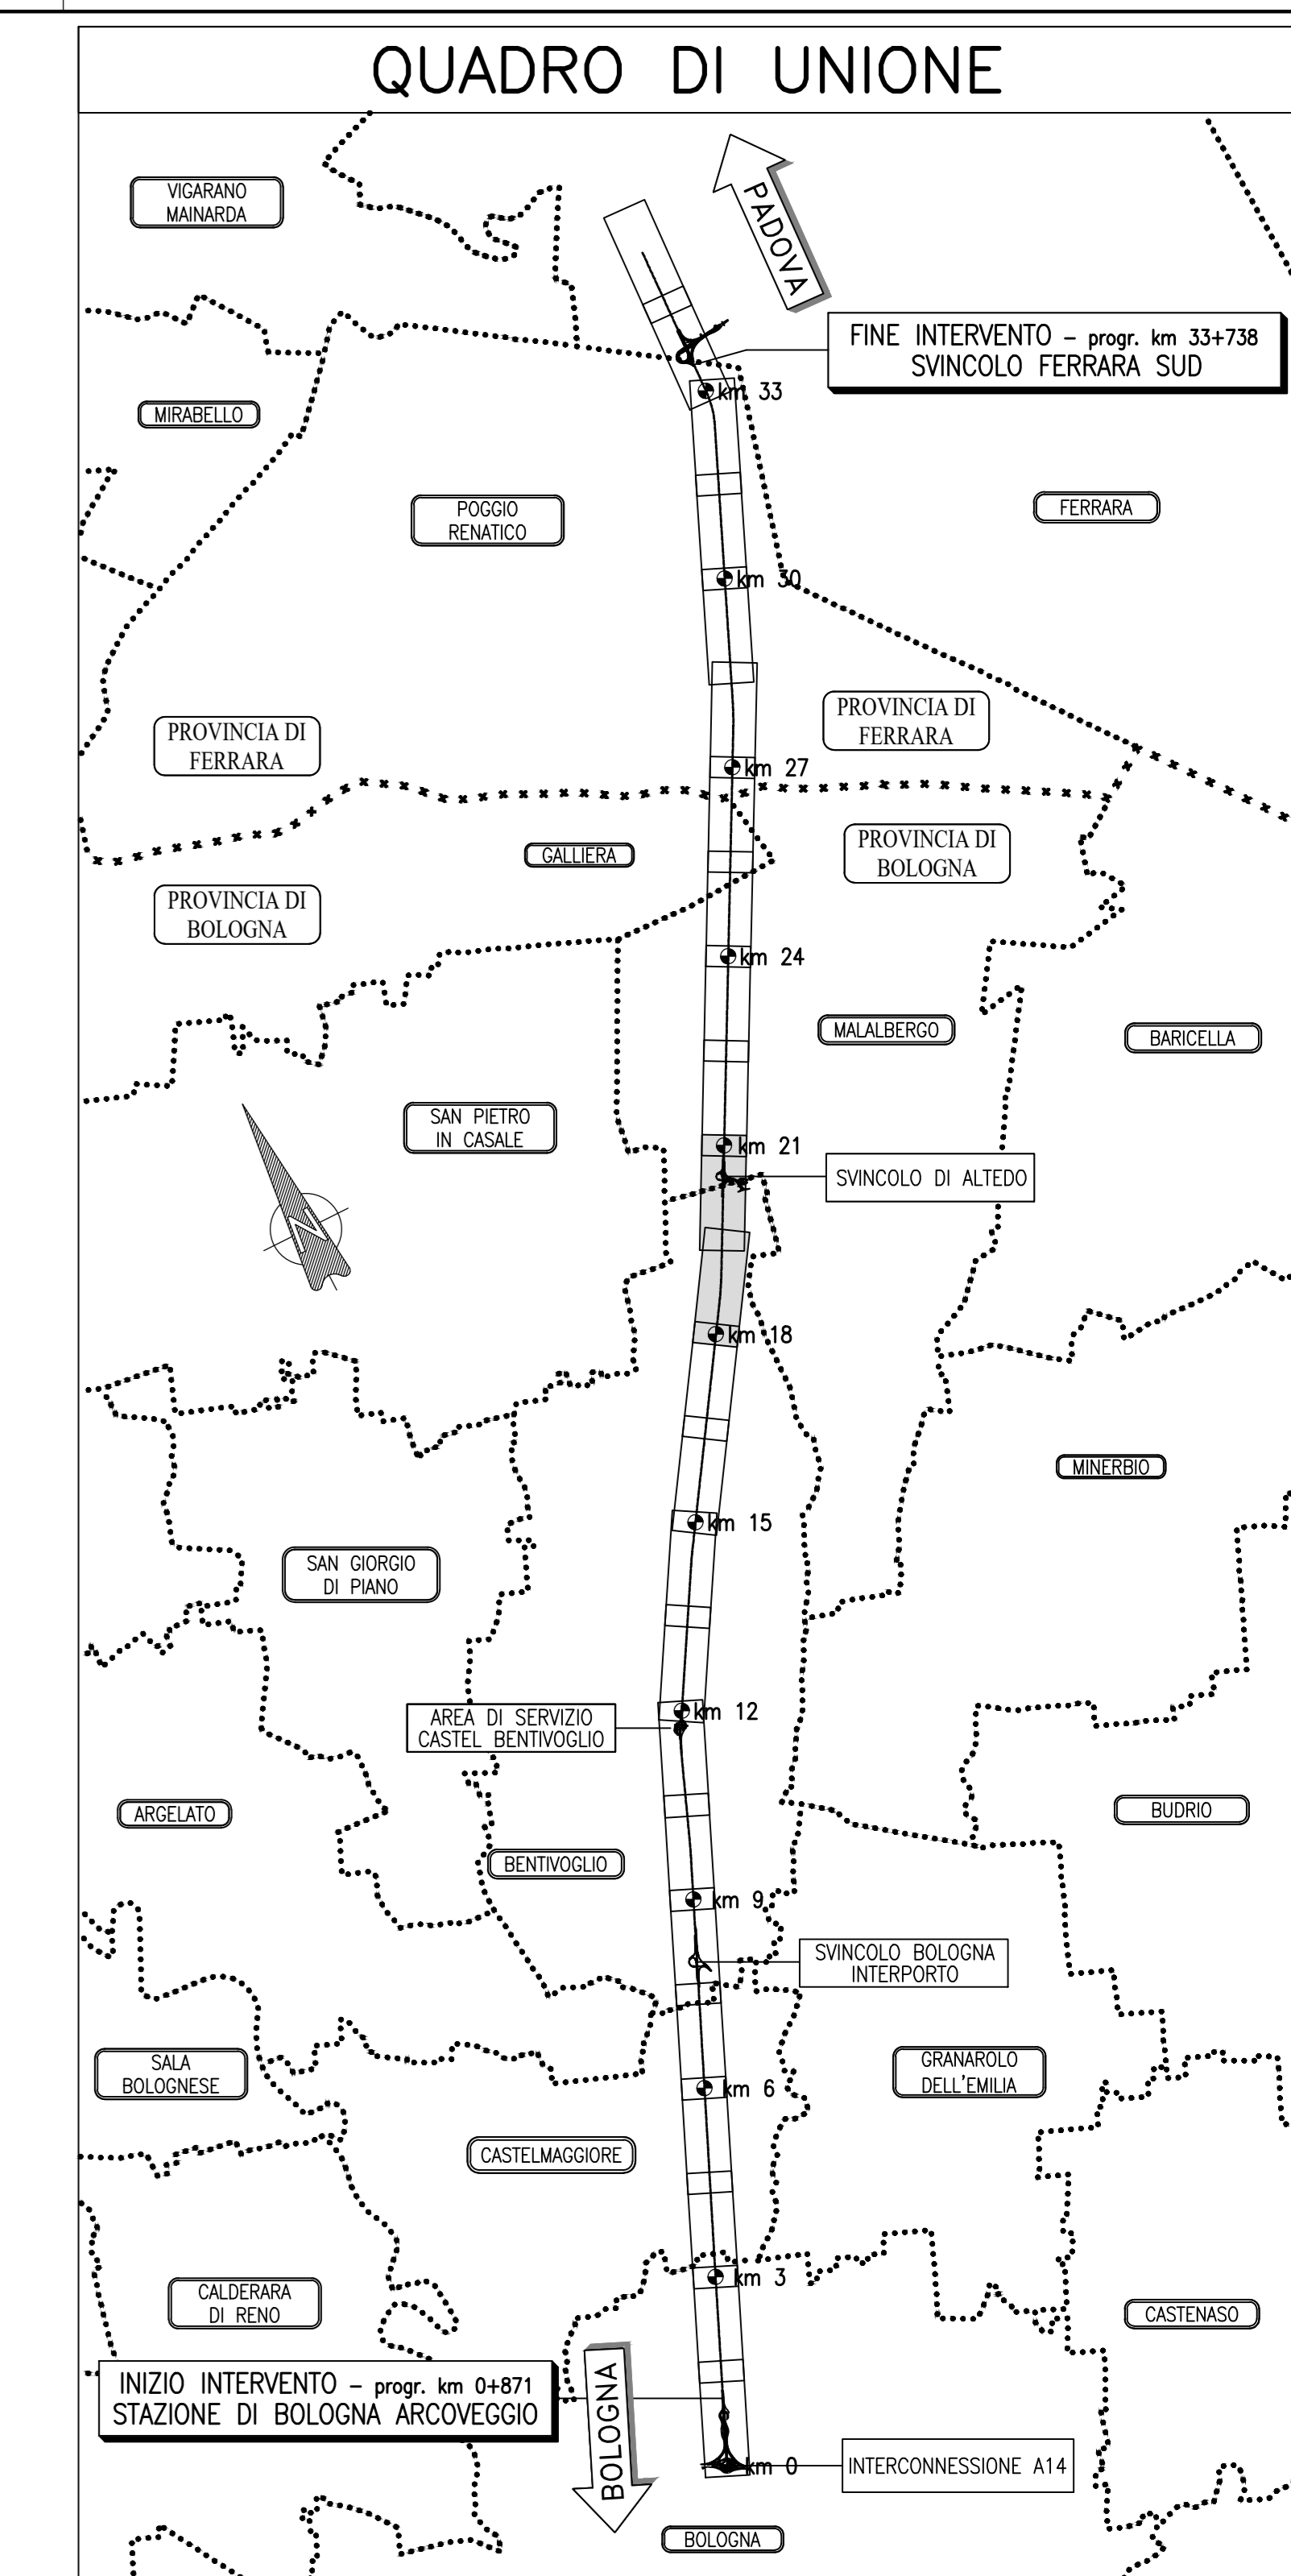 QUADRO DI UNIONE
VIGARANO
MAINARDA
PADOVA
FINE INTERVENTO – progr. km 33+738
SVINCOLO FERRARA SUD
km 33
MIRABELLO
POGGIO
RENATICO
FERRARA
km 30
PROVINCIA DI
FERRARA
PROVINCIA DI
FERRARA
km 27
GALLIERA
PROVINCIA DI
BOLOGNA
PROVINCIA DI
BOLOGNA
km 24
MALALBERGO
BARICELLA
SAN PIETRO
IN CASALE
km 21
SVINCOLO DI ALTEDO
N
km 18
MINERBIO
km 15
SAN GIORGIO
DI PIANO
AREA DI SERVIZIO
CASTEL BENTIVOGLIO
km 12
ARGELATO
BUDRIO
BENTIVOGLIO
km 9
SVINCOLO BOLOGNA
INTERPORTO
SALA
BOLOGNESE
GRANAROLO
DELL'EMILIA
km 6
CASTELMAGGIORE
km 3
CALDERARA
DI RENO
CASTENASO
INIZIO INTERVENTO – progr. km 0+871
STAZIONE DI BOLOGNA ARCOVEGGIO
BOLOGNA
km 0
INTERCONNESSIONE A14
BOLOGNA